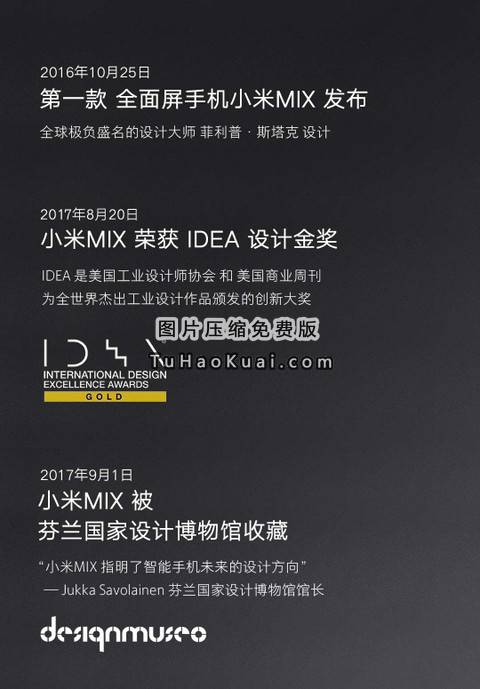 2016年10月25日
第一款 全面屏手机小米MIX 发布
全球极负盛名的设计大师 菲利普·斯塔克 设计
2017年8月20日
小米MIX 荣获 IDEA 设计金奖
IDEA 是美国工业设计师协会 和 美国商业周刊
为全世界杰出工业设计作品颁发的创新大奖
图片压缩免费版
TuHaoKuai.com
IDEA
INTERNATIONAL DESIGN
EXCELLENCE AWARDS
GOLD
2017年9月1日
小米MIX 被
芬兰国家设计博物馆收藏
“小米MIX 指明了智能手机未来的设计方向”
— Jukka Savolainen 芬兰国家设计博物馆馆长
designmuseo